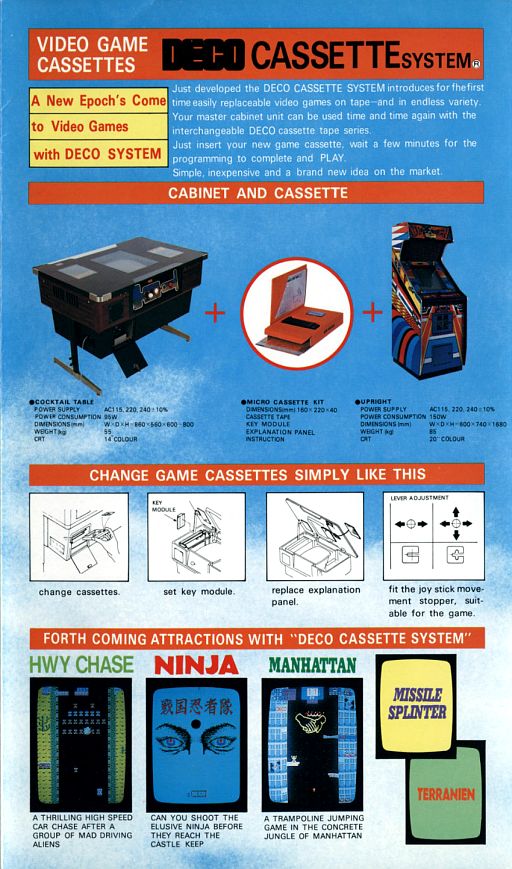 VIDEO GAME
CASSETTES
DECO CASSETTE SYSTEM®
A New Epoch's Come
to Video Games
with DECO SYSTEM
Just developed the DECO CASSETTE SYSTEM introduces for the first
time easily replaceable video games on tape—and in endless variety.
Your master cabinet unit can be used time and time again with the
interchangeable DECO cassette tape series.
Just insert your new game cassette, wait a few minutes for the
programming to complete and PLAY.
Simple, inexpensive and a brand new idea on the market.
CABINET AND CASSETTE
+
+
●COCKTAIL TABLE
POWER SUPPLY AC115, 220, 240±10%
POWER CONSUMPTION 95W
DIMENSIONS(mm) W×D×H=860×560×600~800
WEIGHT(kg) 55
CRT 14" COLOUR
●MICRO CASSETTE KIT
DIMENSIONS(mm) 160×220×40
CASSETTE TAPE
KEY MODULE
EXPLANATION PANEL
INSTRUCTION
●UPRIGHT
POWER SUPPLY AC115, 220, 240±10%
POWER CONSUMPTION 150W
DIMENSIONS(mm) W×D×H=600×740×1680
WEIGHT(kg) 85
CRT 20" COLOUR
CHANGE GAME CASSETTES SIMPLY LIKE THIS
KEY
MODULE
LEVER ADJUSTMENT
change cassettes.
set key module.
replace explanation
panel.
fit the joy stick move-
ment stopper, suit-
able for the game.
FORTH COMING ATTRACTIONS WITH "DECO CASSETTE SYSTEM"
HWY CHASE
A THRILLING HIGH SPEED
CAR CHASE AFTER A
GROUP OF MAD DRIVING
ALIENS
NINJA
戦国忍者隊
CAN YOU SHOOT THE
ELUSIVE NINJA BEFORE
THEY REACH THE
CASTLE KEEP
MANHATTAN
A TRAMPOLINE JUMPING
GAME IN THE CONCRETE
JUNGLE OF MANHATTAN
MISSILE
SPLINTER
TERRANIEN